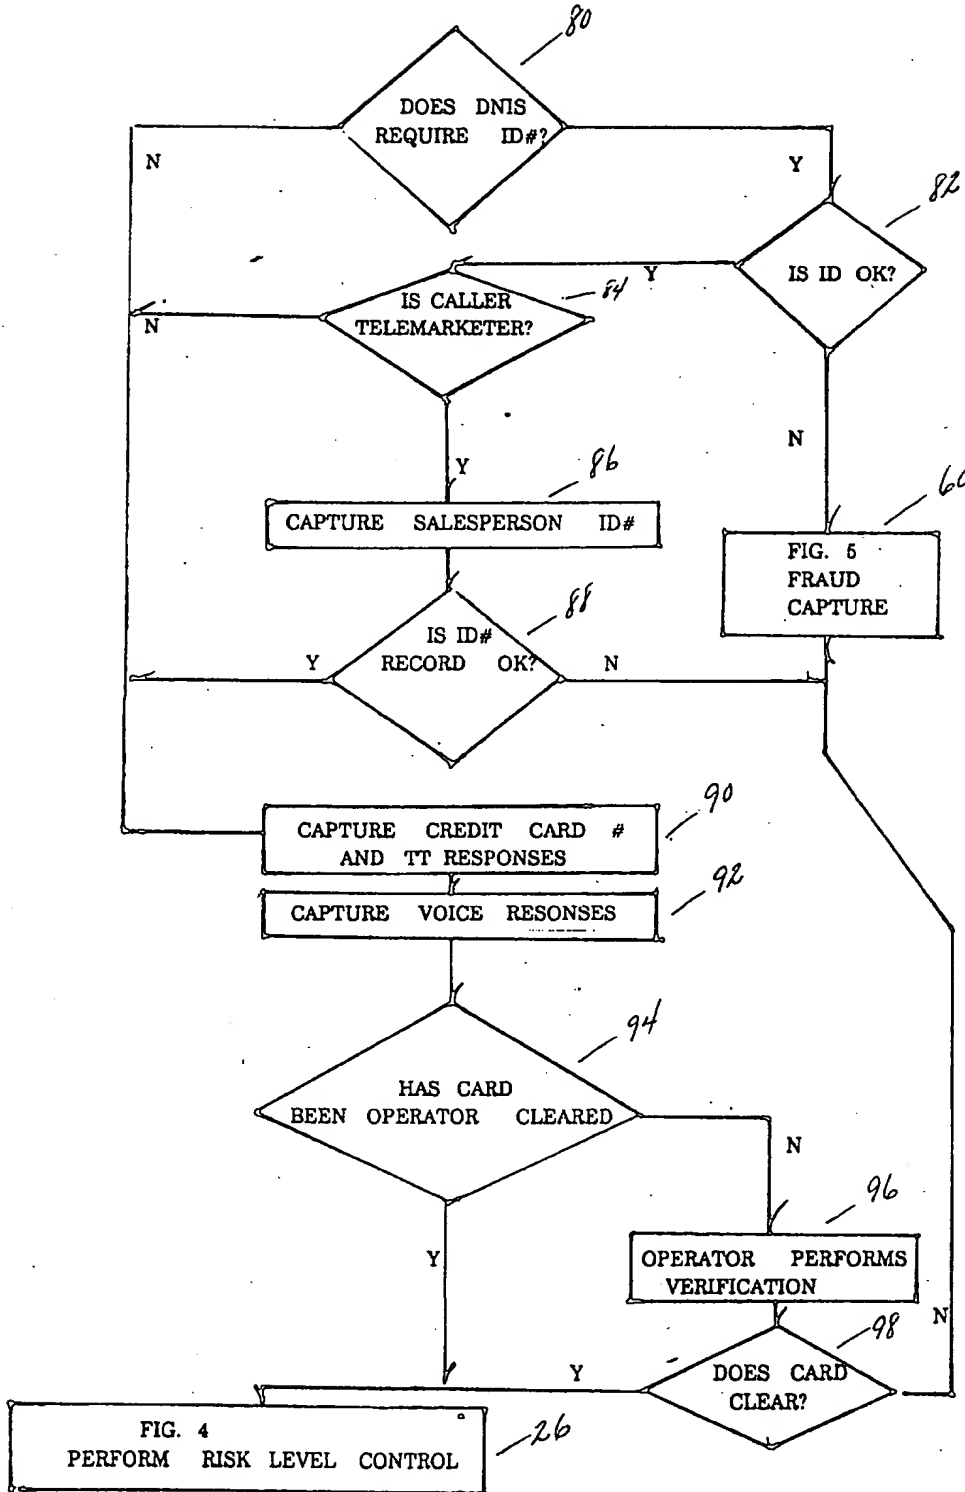 80
DOES DNIS
REQUIRE ID#?
N
Y
82
IS ID OK?
Y
84
IS CALLER
TELEMARKETER?
N
N
Y
86
CAPTURE SALESPERSON ID#
FIG. 5
FRAUD
CAPTURE
88
IS ID#
RECORD OK?
Y
N
90
CAPTURE CREDIT CARD #
AND TT RESPONSES
92
CAPTURE VOICE RESONSES
94
HAS CARD
BEEN OPERATOR CLEARED
N
96
Y
OPERATOR PERFORMS
VERIFICATION
N
98
DOES CARD
CLEAR?
Y
FIG. 4
PERFORM RISK LEVEL CONTROL
26